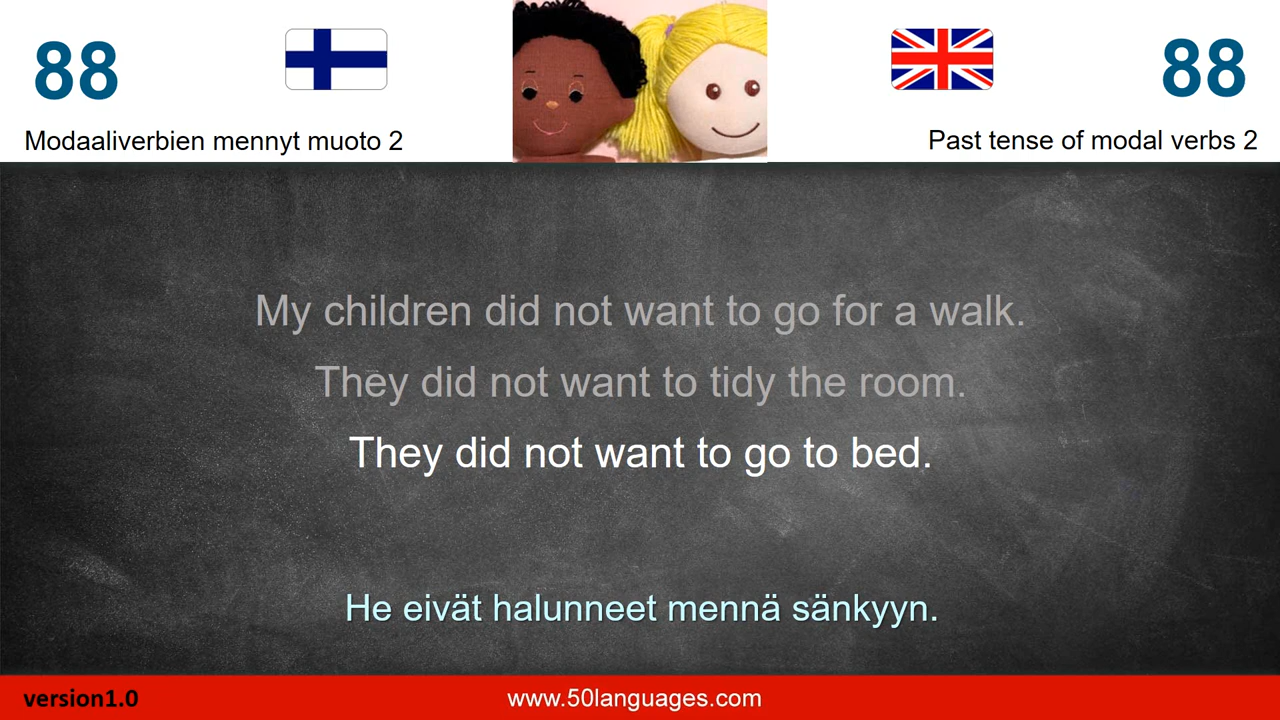 88
88
Modaaliverbien mennyt muoto 2
Past tense of modal verbs 2
My children did not want to go for a walk.
They did not want to tidy the room.
They did not want to go to bed.
He eivät halunneet mennä sänkyyn.
version1.0
www.50languages.com